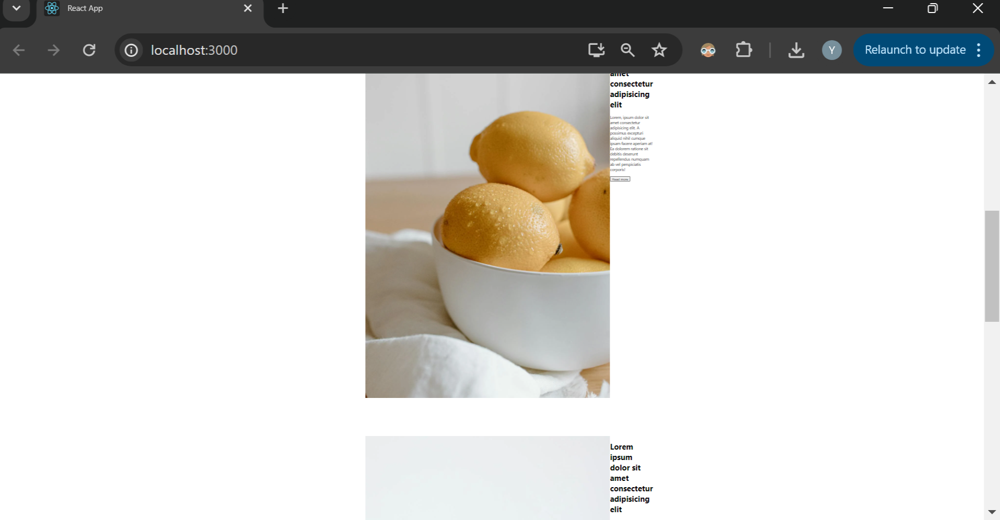 React App
localhost:3000
Y
Relaunch to update
amet
consectetur
adipisicing
elit
Lorem, ipsum dolor sit
amet consectetur
adipisicing elit. A
possimus excepturi
aliquid nihil cumque
ipsam facere aperiam at!
Ea dolorem ratione sit
debitis deserunt
repellendus numquam
ab vel perspiciatis
corporis!
Read more
Lorem
ipsum
dolor sit
amet
consectetur
adipisicing
elit